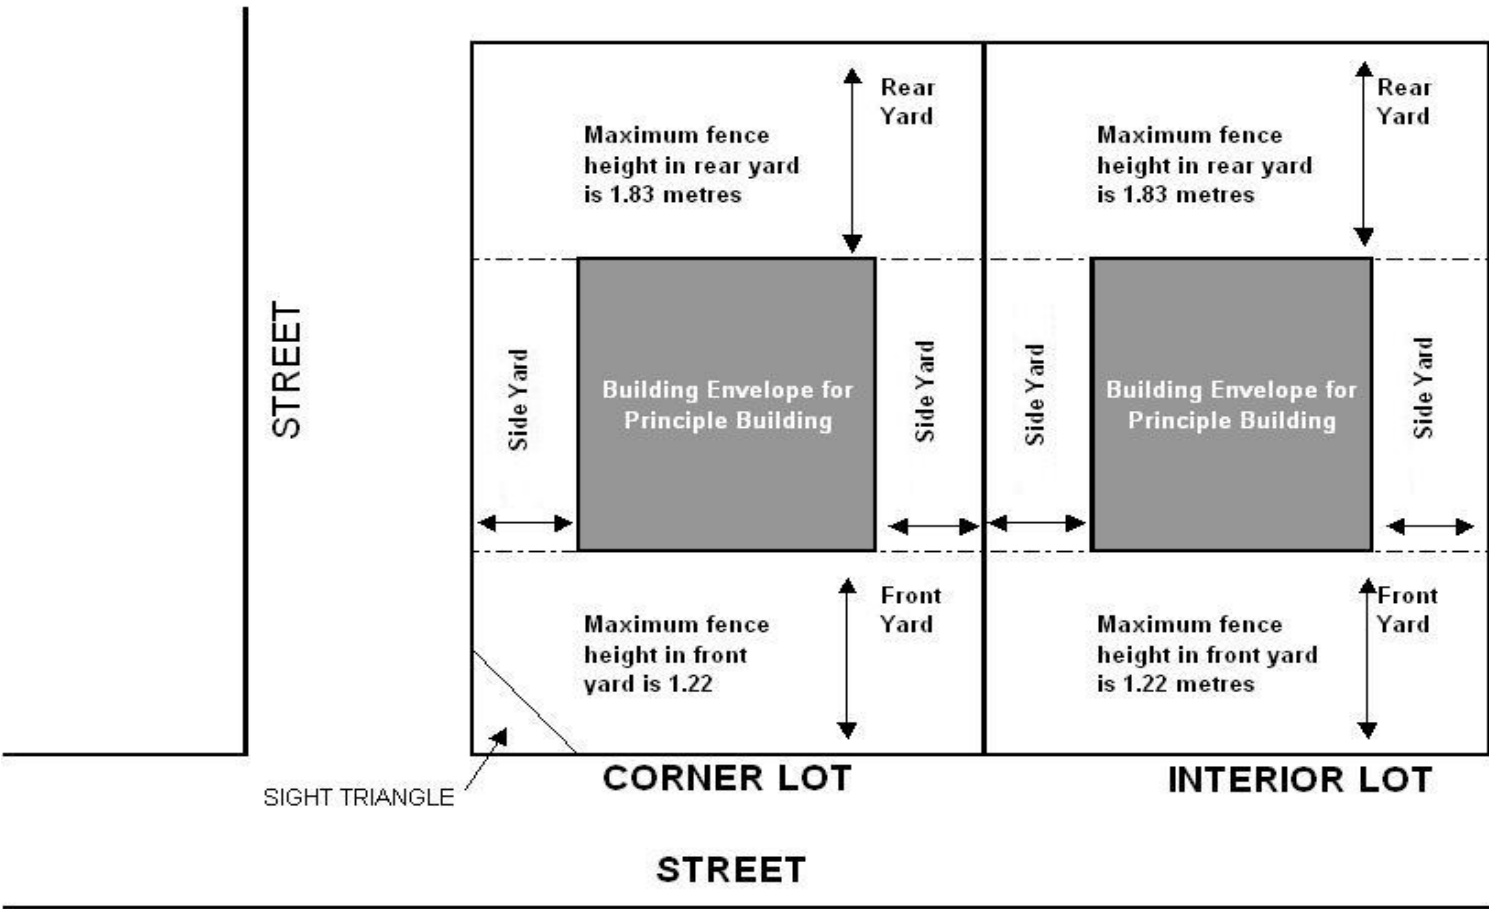 Rear
Yard
Maximum fence
height in rear yard
is 1.83 metres
Rear
Yard
Maximum fence
height in rear yard
is 1.83 metres
STREET
Side Yard
Building Envelope for
Principle Building
Side Yard
Side Yard
Building Envelope for
Principle Building
Side Yard
Front
Yard
Maximum fence
height in front
yard is 1.22
Front
Yard
Maximum fence
height in front yard
is 1.22 metres
SIGHT TRIANGLE
CORNER LOT
INTERIOR LOT
STREET